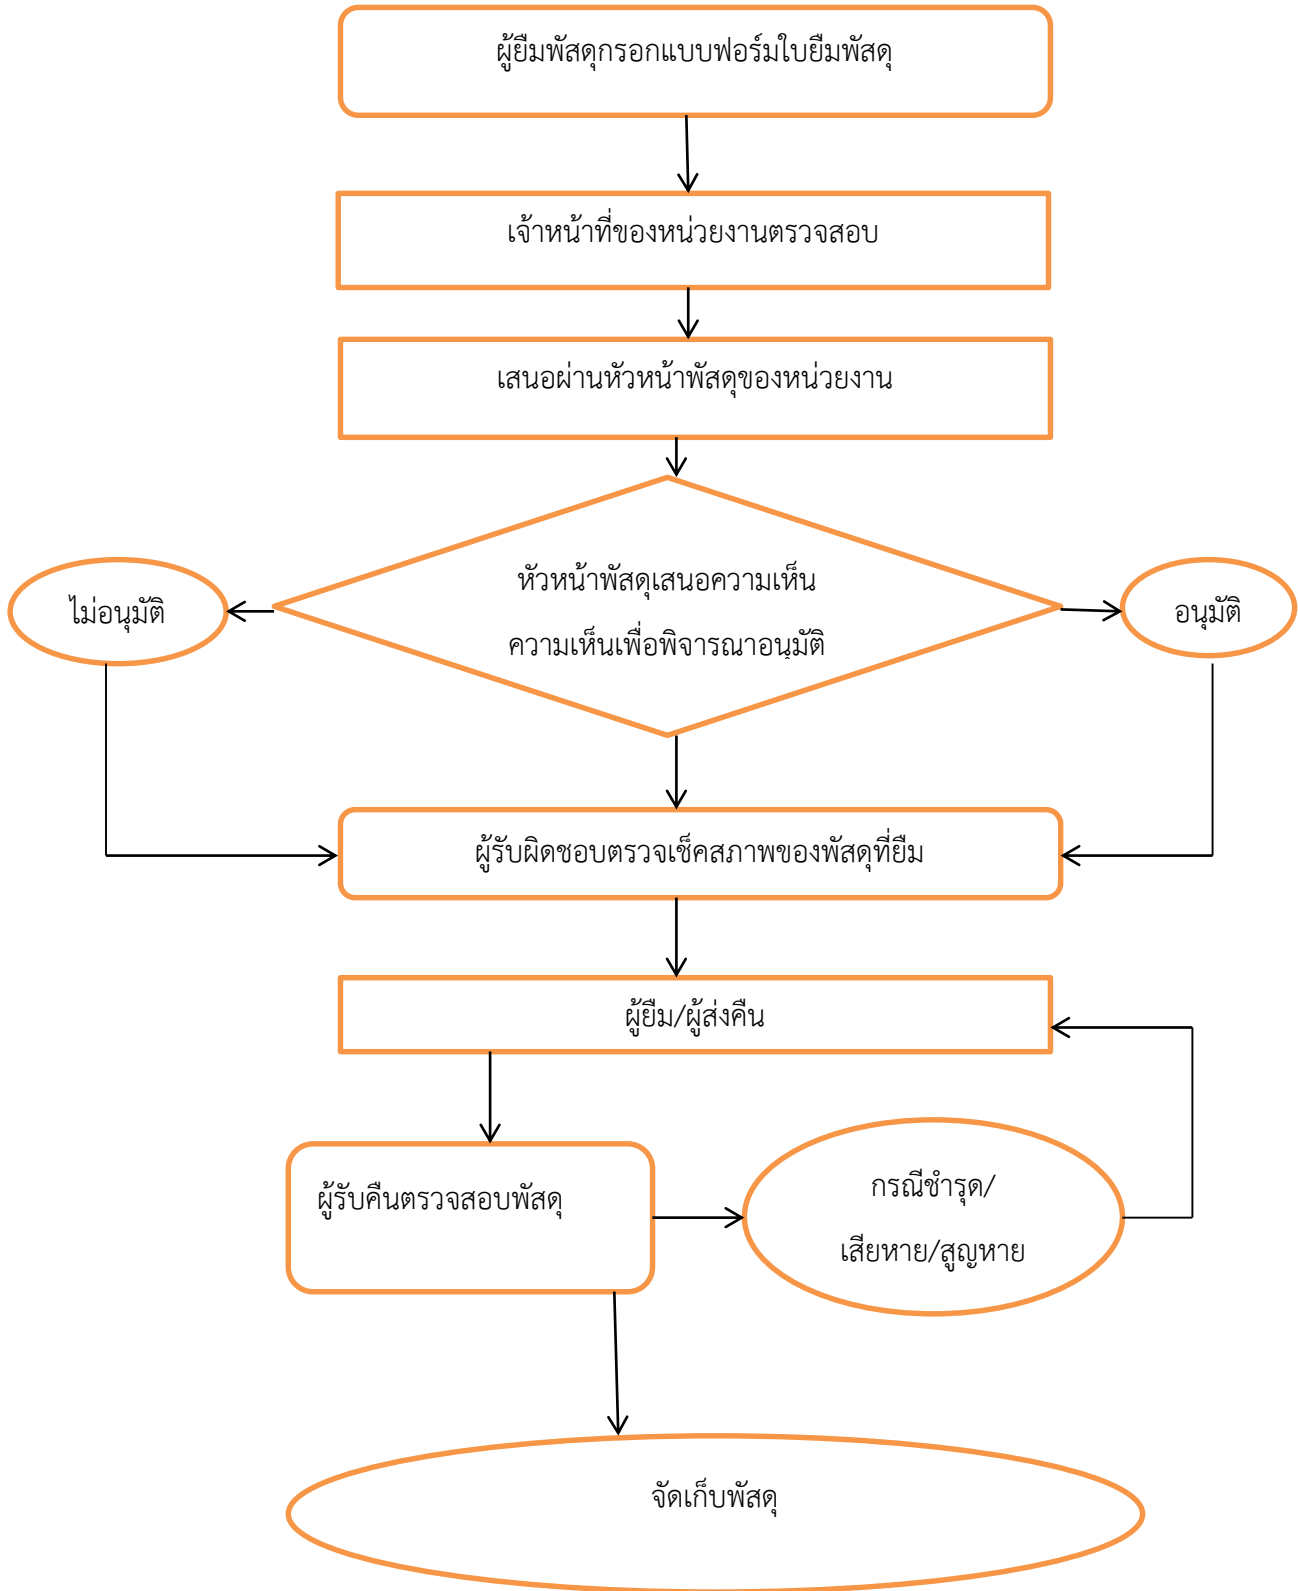 ผู้ยืมพัสดุกรอกแบบฟอร์มใบยืมพัสดุ
เจ้าหน้าที่ของหน่วยงานตรวจสอบ
เสนอผ่านหัวหน้าพัสดุของหน่วยงาน
หัวหน้าพัสดุเสนอความเห็น
ความเห็นเพื่อพิจารณาอนุมัติ
ไม่อนุมัติ
อนุมัติ
ผู้รับผิดชอบตรวจเช็คสภาพของพัสดุที่ยืม
ผู้ยืม/ผู้ส่งคืน
ผู้รับคืนตรวจสอบพัสดุ
กรณีชำรุด/
เสียหาย/สูญหาย
จัดเก็บพัสดุ